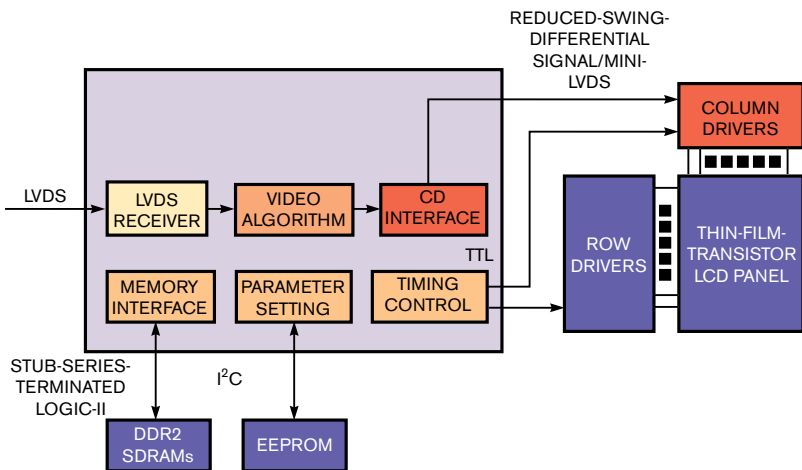 REDUCED-SWING-
DIFFERENTIAL
SIGNAL/MINI-
LVDS
COLUMN
DRIVERS
LVDS
LVDS
RECEIVER
VIDEO
ALGORITHM
CD
INTERFACE
TTL
MEMORY
INTERFACE
PARAMETER
SETTING
TIMING
CONTROL
ROW
DRIVERS
THIN-FILM-
TRANSISTOR
LCD PANEL
STUB-SERIES-
TERMINATED
LOGIC-II
I²C
DDR2
SDRAMs
EEPROM